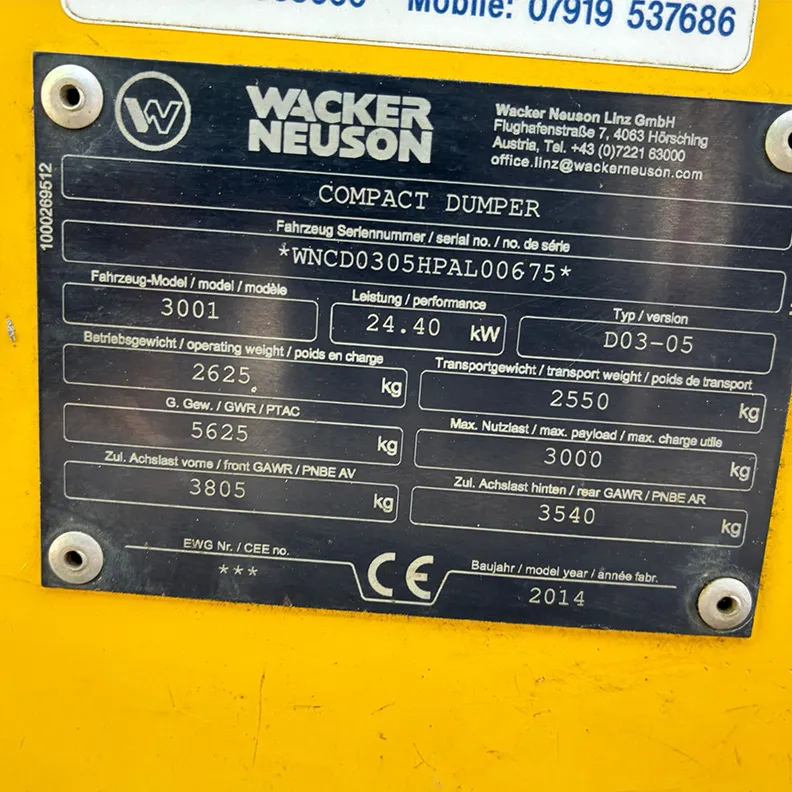 Mobile: 07919 537686
WACKER
NEUSON
Wacker Neuson Linz GmbH
Flughafenstraße 7, 4063 Hörsching
Austria, Tel. +43 (0)7221 63000
office.linz@wackerneuson.com
1000269512
COMPACT DUMPER
Fahrzeug Seriennummer / serial no. / no. de série
*WNCD0305HPAL00675*
Fahrzeug-Model / model / modèle
3001
Leistung / performance
24.40 kW
Typ / version
D03-05
Betriebsgewicht / operating weight / poids en charge
2625 kg
Transportgewicht / transport weight / poids de transport
2550 kg
G. Gew. / GWR / PTAC
5625 kg
Max. Nutzlast / max. payload / max. charge utile
3000 kg
Zul. Achslast vorne / front GAWR / PNBE AV
3805 kg
Zul. Achslast hinten / rear GAWR / PNBE AR
3540 kg
EWG Nr. / CEE no.
***
CE
Baujahr / model year / année fabr.
2014